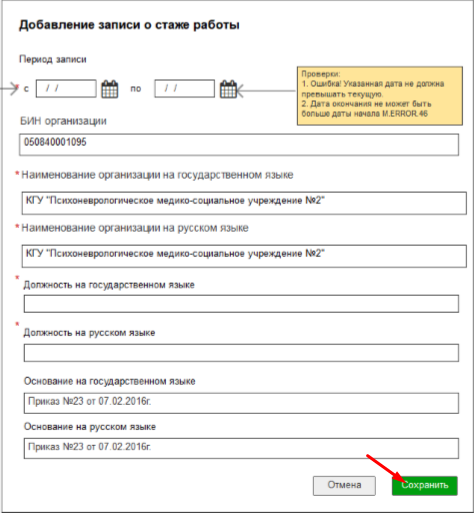 Добавление записи о стаже работы
Период записи
* с / / по / /
Проверки:
1. Ошибка! Указанная дата не должна
превышать текущую.
2. Дата окончания не может быть
больше даты начала M.ERROR.46
БИН организации
050840001095
* Наименование организации на государственном языке
КГУ "Психоневрологическое медико-социальное учреждение №2"
* Наименование организации на русском языке
КГУ "Психоневрологическое медико-социальное учреждение №2"
* Должность на государственном языке
* Должность на русском языке
Основание на государственном языке
Приказ №23 от 07.02.2016г.
Основание на русском языке
Приказ №23 от 07.02.2016г.
Отмена Сохранить